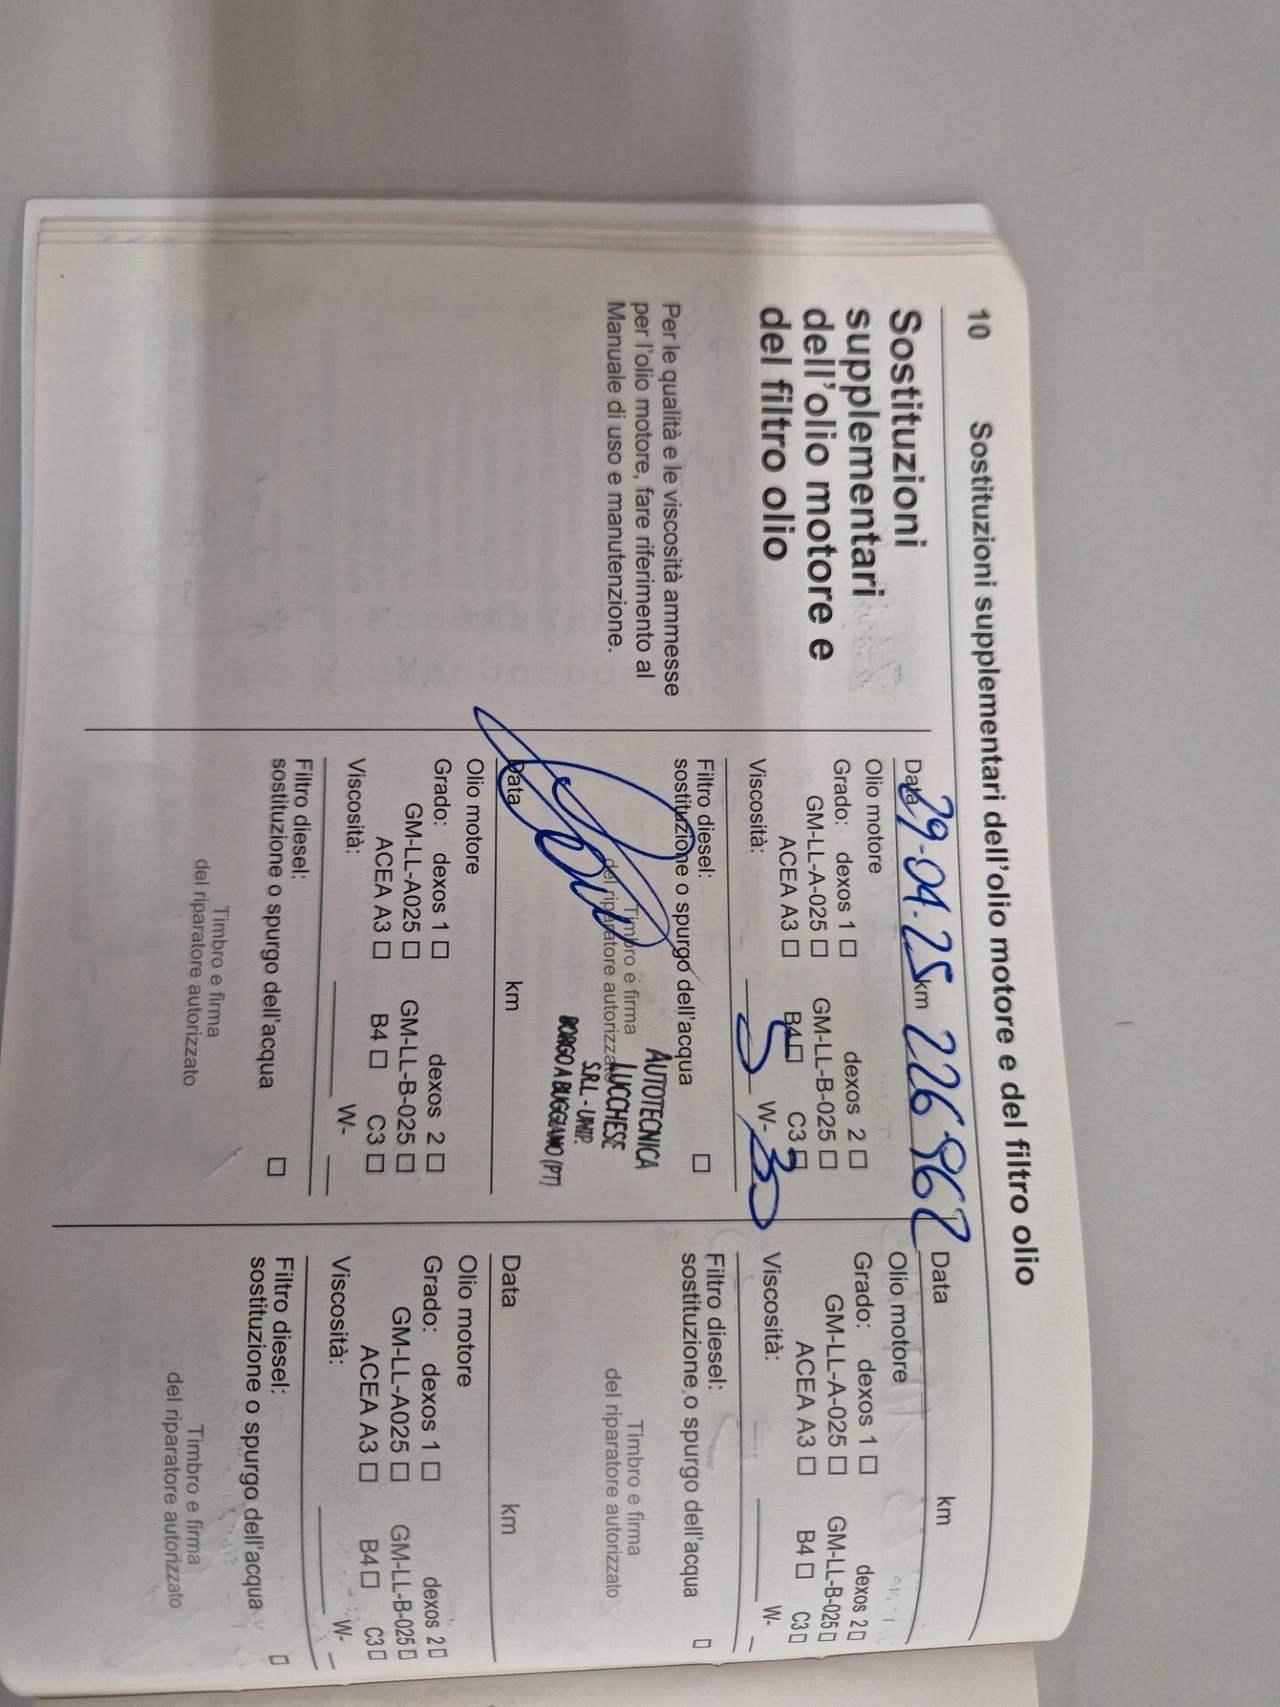 10 Sostituzioni supplementari dell'olio motore e del filtro olio
Sostituzioni
supplementari
dell'olio motore e
del filtro olio
Per le qualità e le viscosità ammesse
per l'olio motore, fare riferimento al
Manuale di uso e manutenzione.
Data 29-04-25 km 226962
Olio motore
Grado: dexos 1 □ dexos 2 □
GM-LL-A-025 □ GM-LL-B-025 □
ACEA A3 □ B4 □ C3 □
Viscosità: 5 W- 30
Filtro diesel:
sostituzione o spurgo dell'acqua □
Timbro e firma
del riparatore autorizzato
AUTOTECNICA
LUCCHESE
S.R.L. - UNIP.
BORGO A BUGGIANO (PT)
Data km
Olio motore
Grado: dexos 1 □ dexos 2 □
GM-LL-A025 □ GM-LL-B-025 □
ACEA A3 □ B4 □ C3 □
Viscosità: ____ W- __
Filtro diesel:
sostituzione o spurgo dell'acqua □
Timbro e firma
del riparatore autorizzato
Data km
Olio motore
Grado: dexos 1 □ dexos 2 □
GM-LL-A-025 □ GM-LL-B-025 □
ACEA A3 □ B4 □ C3 □
Viscosità: ____ W- __
Filtro diesel:
sostituzione o spurgo dell'acqua □
Timbro e firma
del riparatore autorizzato
Data km
Olio motore
Grado: dexos 1 □ dexos 2 □
GM-LL-A025 □ GM-LL-B-025 □
ACEA A3 □ B4 □ C3 □
Viscosità: ____ W- __
Filtro diesel:
sostituzione o spurgo dell'acqua □
Timbro e firma
del riparatore autorizzato